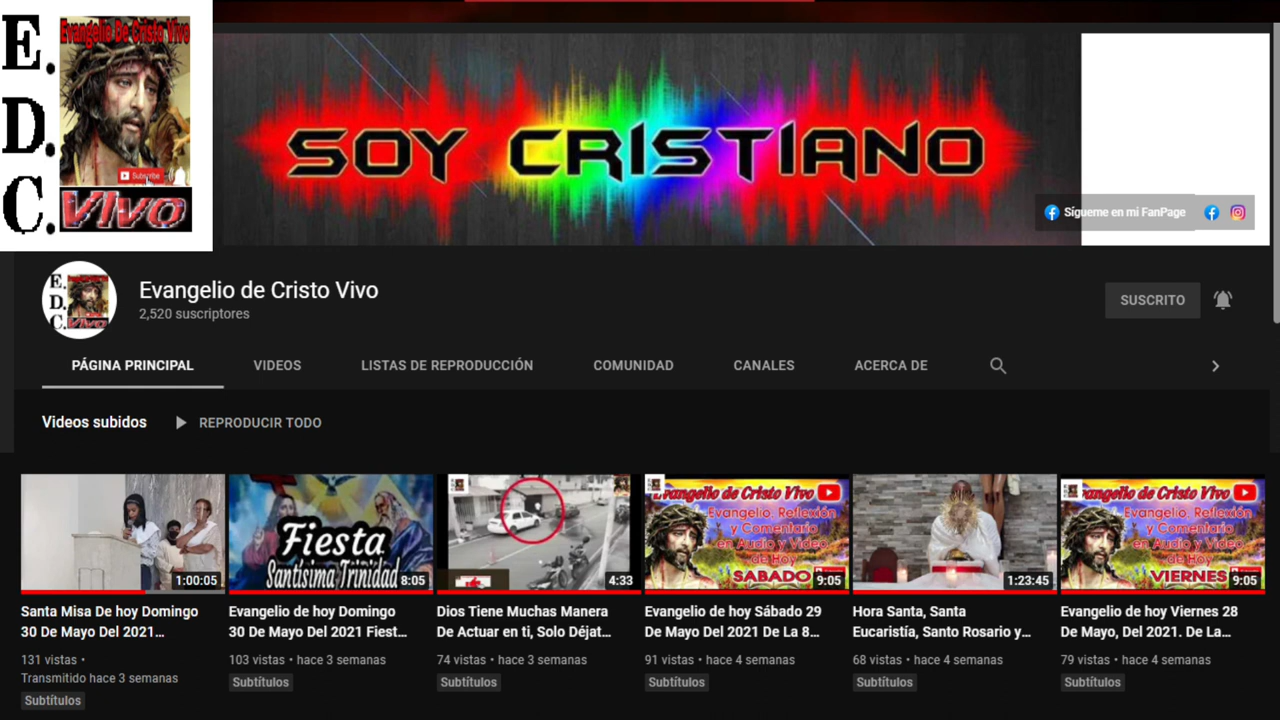 Evangelio De Cristo Vivo
E.
D.
C.
Subscribe
Vivo
SOY CRISTIANO
Sígueme en mi FanPage
E.
D.
C.
Vivo
Evangelio de Cristo Vivo
2,520 suscriptores
SUSCRITO
PÁGINA PRINCIPAL
VIDEOS
LISTAS DE REPRODUCCIÓN
COMUNIDAD
CANALES
ACERCA DE
Videos subidos
REPRODUCIR TODO
1:00:05
Santa Misa De hoy Domingo
30 De Mayo Del 2021...
131 vistas •
Transmitido hace 3 semanas
Subtítulos
Fiesta
Santísima Trinidad
8:05
Evangelio de hoy Domingo
30 De Mayo Del 2021 Fiest...
103 vistas • hace 3 semanas
Subtítulos
4:33
Dios Tiene Muchas Manera
De Actuar en ti, Solo Déjat...
74 vistas • hace 3 semanas
Subtítulos
Evangelio de Cristo Vivo
Evangelio, Reflexión
y Comentario
en Audio y Video
de Hoy
SABADO
9:05
Evangelio de hoy Sábado 29
De Mayo Del 2021 De La 8...
91 vistas • hace 4 semanas
Subtítulos
1:23:45
Hora Santa, Santa
Eucaristía, Santo Rosario y...
68 vistas • hace 4 semanas
Subtítulos
Evangelio de Cristo Vivo
Evangelio, Reflexión
y Comentario
en Audio y Video
de Hoy
VIERNES
9:05
Evangelio de hoy Viernes 28
De Mayo, Del 2021. De La...
79 vistas • hace 4 semanas
Subtítulos